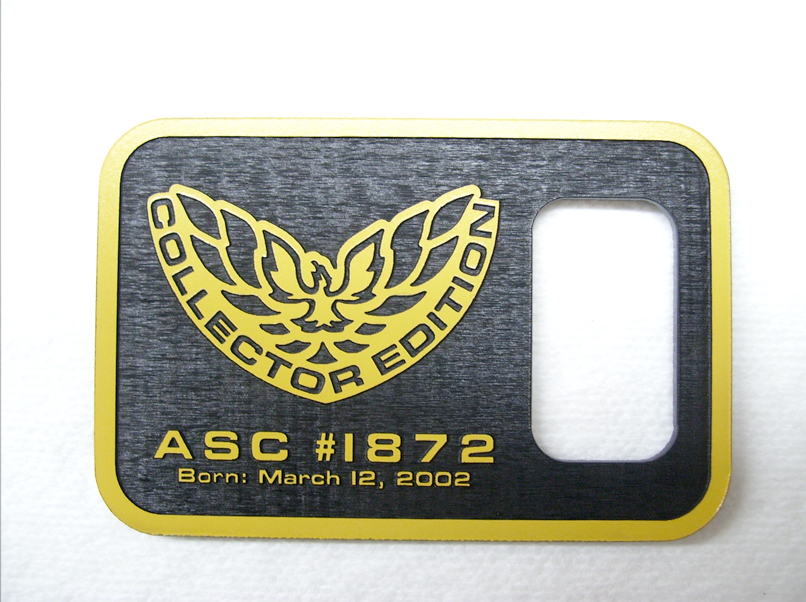 COLLECTOR EDITION
ASC #1872
Born: March 12, 2002